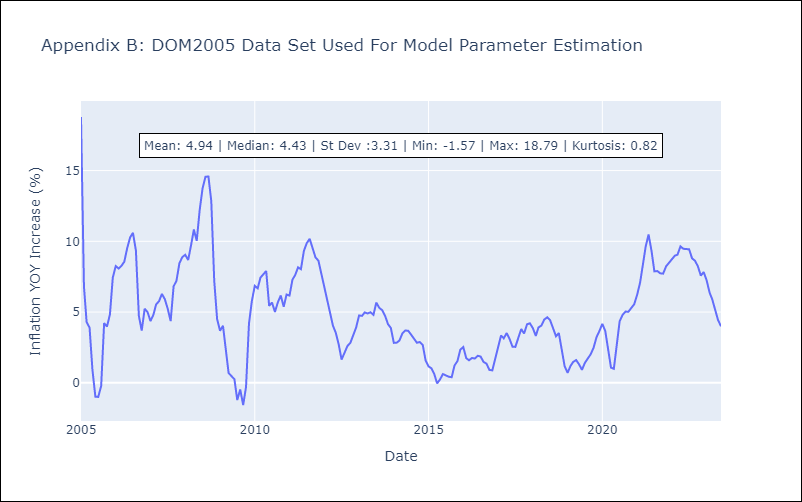 Appendix B: DOM2005 Data Set Used For Model Parameter Estimation
Mean: 4.94 | Median: 4.43 | St Dev :3.31 | Min: -1.57 | Max: 18.79 | Kurtosis: 0.82
Inflation YOY Increase (%)
15
10
5
0
2005
2010
2015
2020
Date